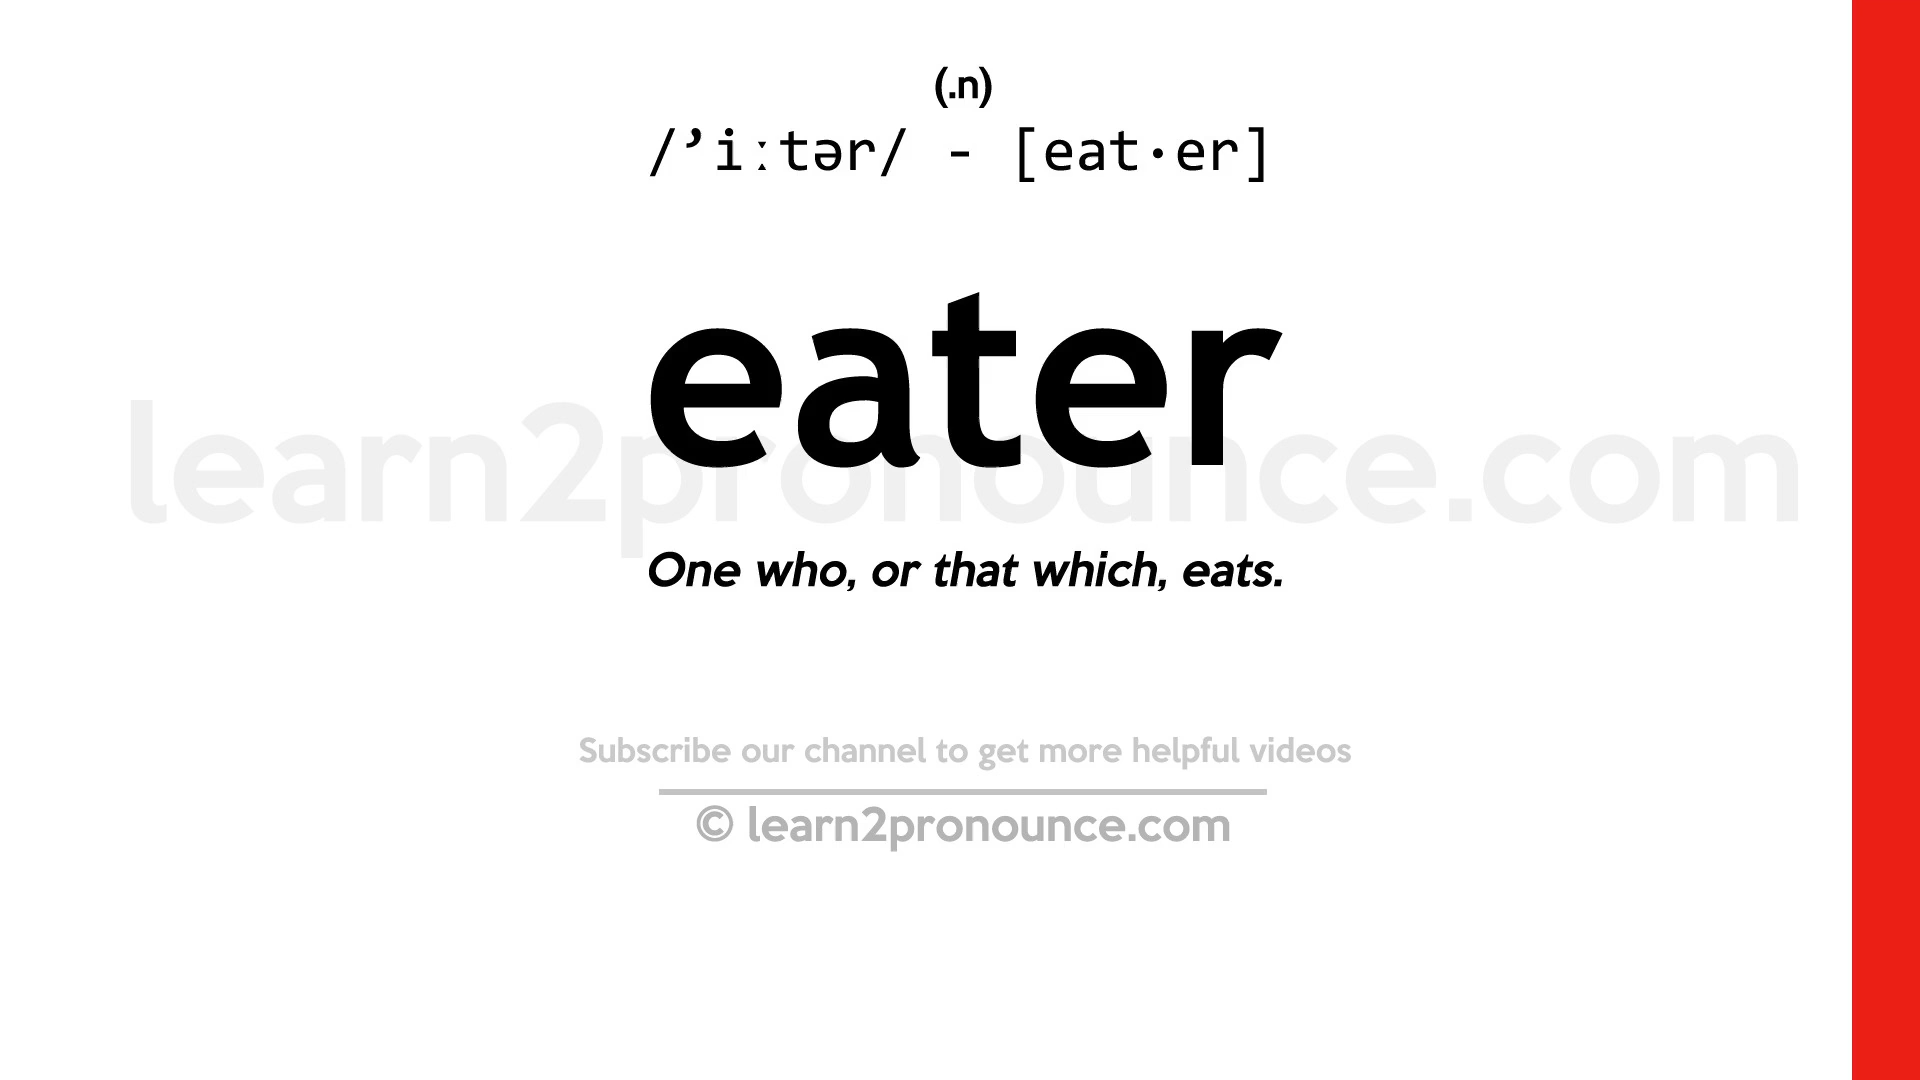 (.n)
/’iːtər/ - [eat·er]
eater
learn2pronounce.com
One who, or that which, eats.
Subscribe our channel to get more helpful videos
© learn2pronounce.com